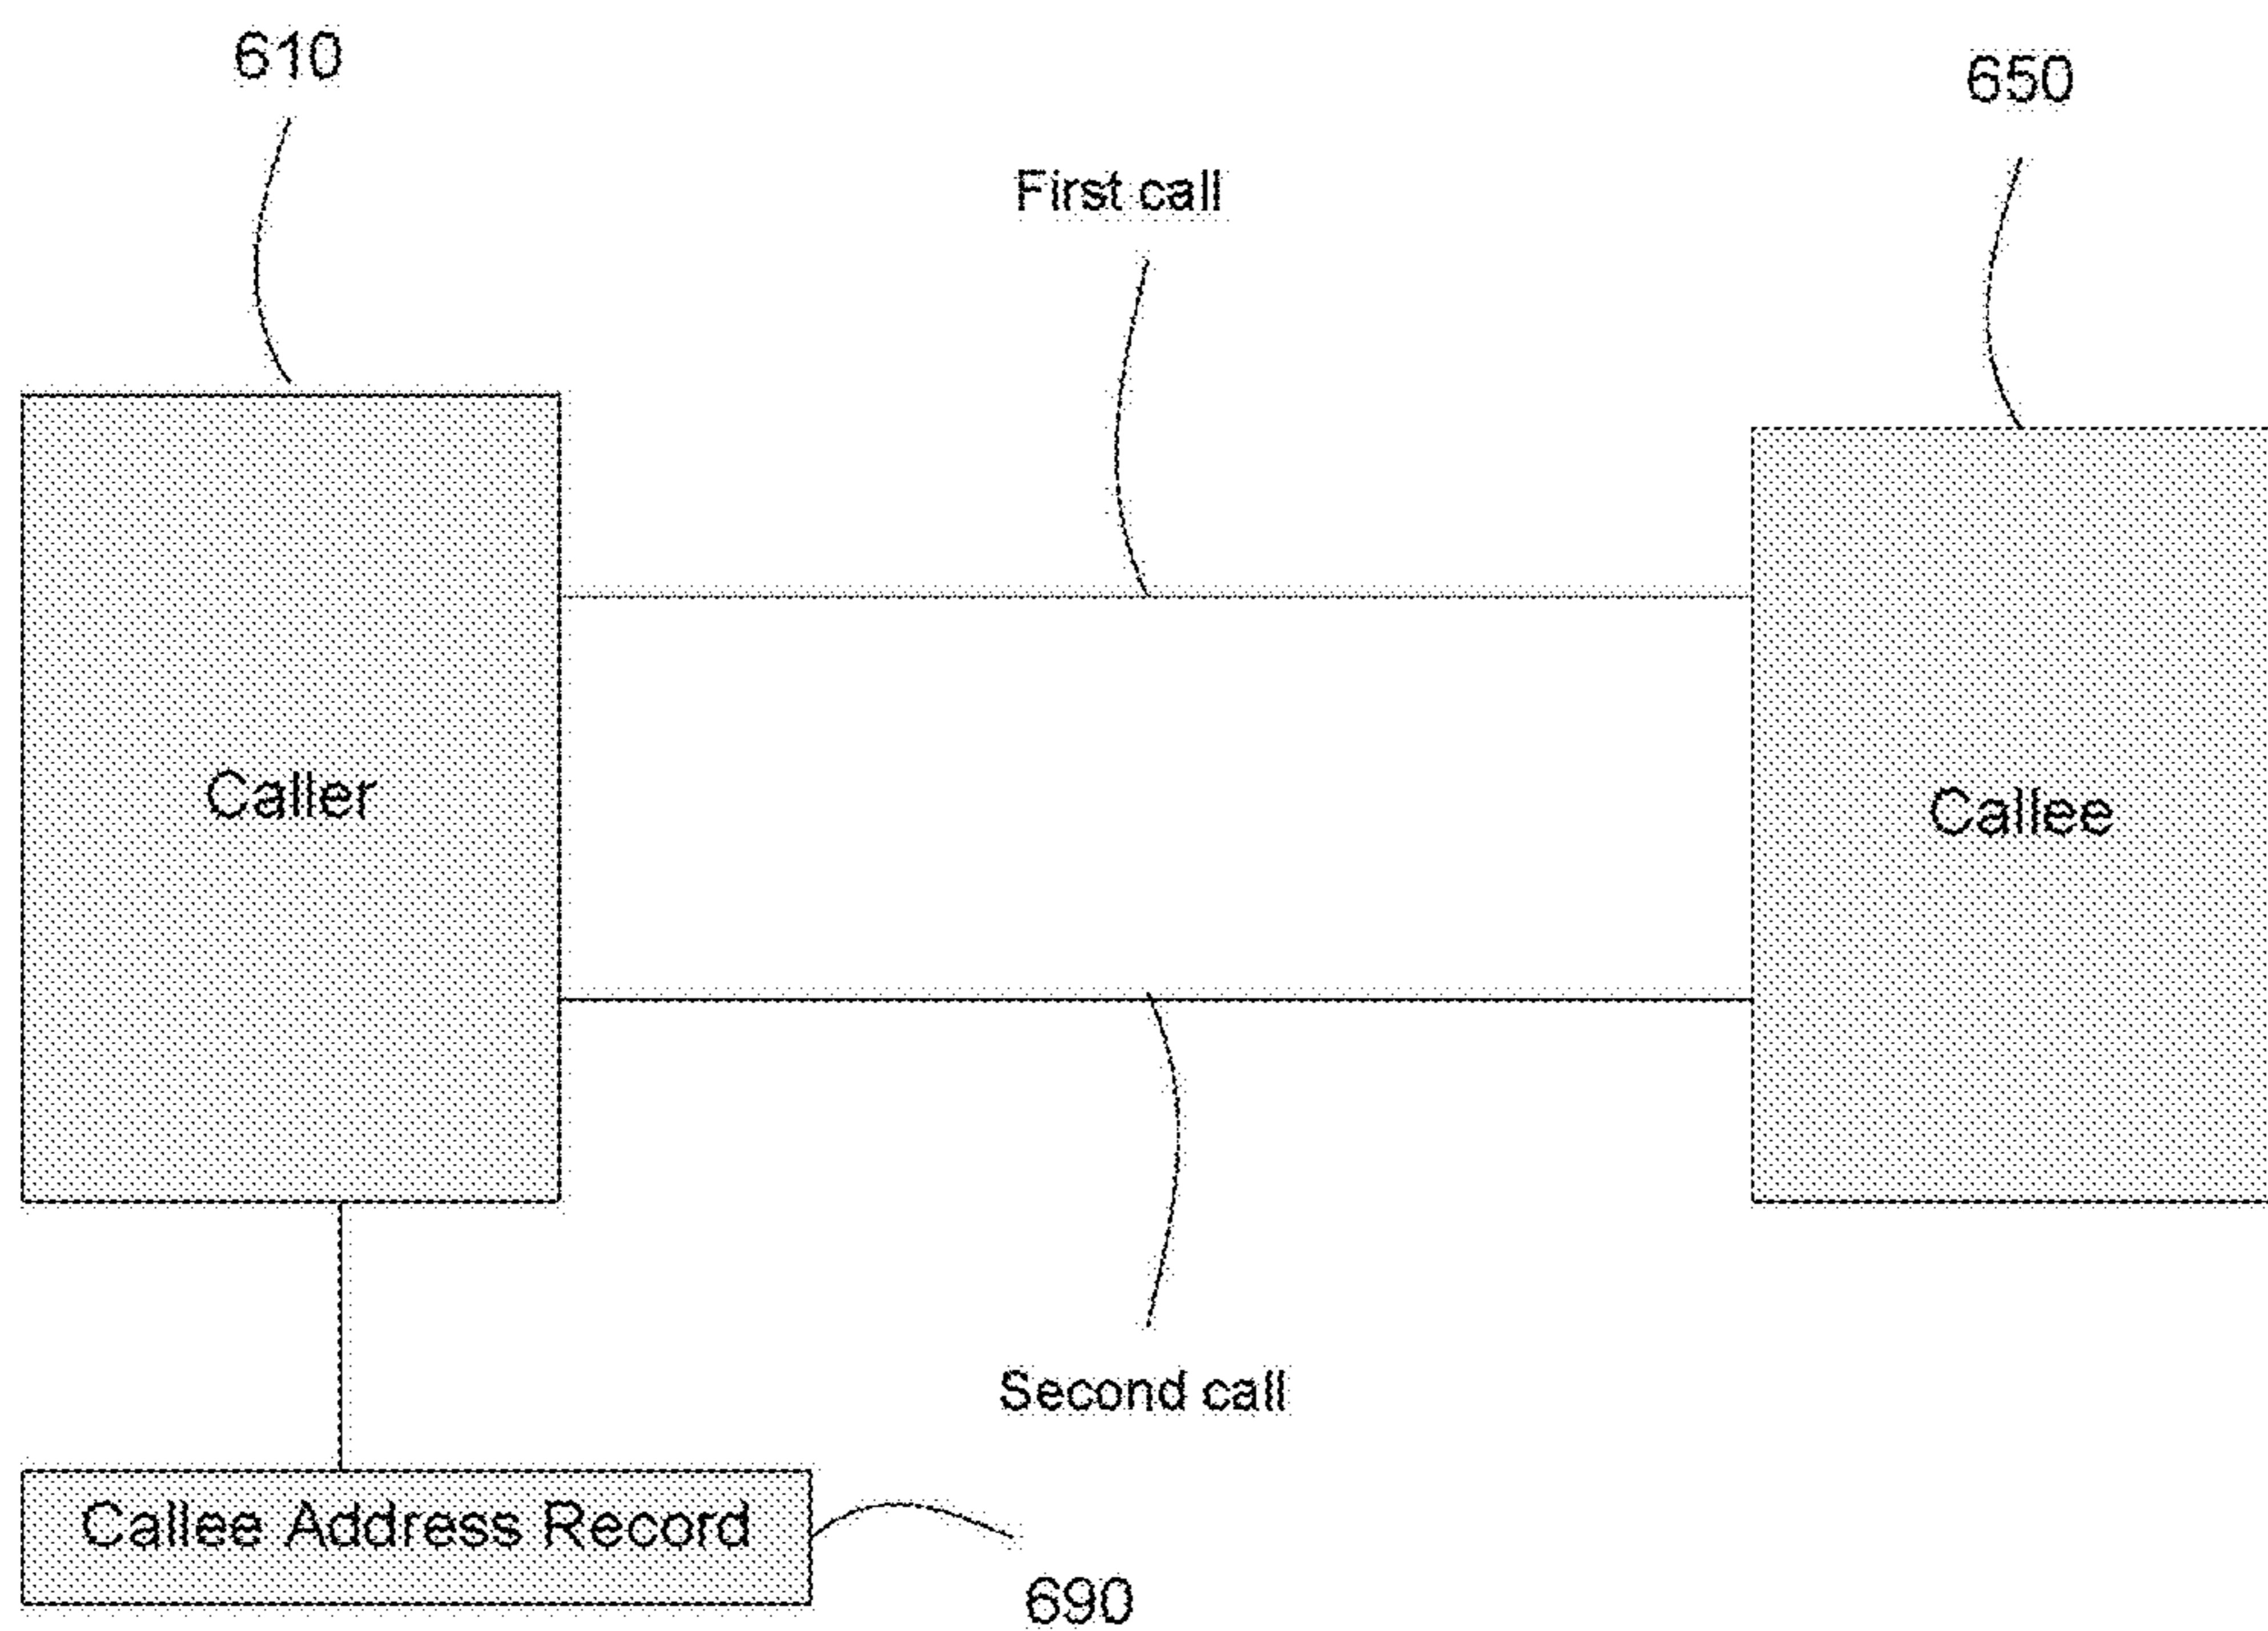 610
650
First call
Caller
Callee
Second call
Callee Address Record
690